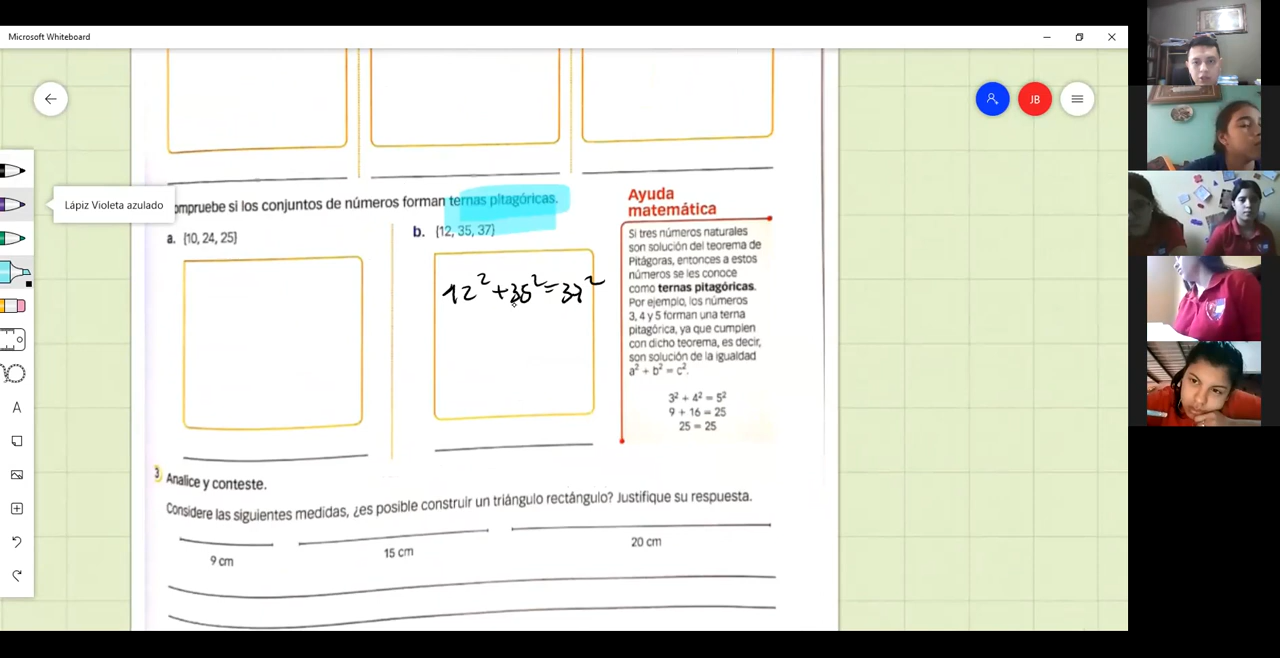 Microsoft Whiteboard
JB
Lápiz Violeta azulado
ompruebe si los conjuntos de números forman ternas pitagóricas.
a. {10, 24, 25}
b. {12, 35, 37}
12² + 35² = 37²
Ayuda
matemática
Si tres números naturales
son solución del teorema de
Pitágoras, entonces a estos
números se les conoce
como ternas pitagóricas.
Por ejemplo, los números
3, 4 y 5 forman una terna
pitagórica, ya que cumplen
con dicho teorema, es decir,
son solución de la igualdad
a² + b² = c².
3² + 4² = 5²
9 + 16 = 25
25 = 25
3 Analice y conteste.
Considere las siguientes medidas, ¿es posible construir un triángulo rectángulo? Justifique su respuesta.
9 cm
15 cm
20 cm
A